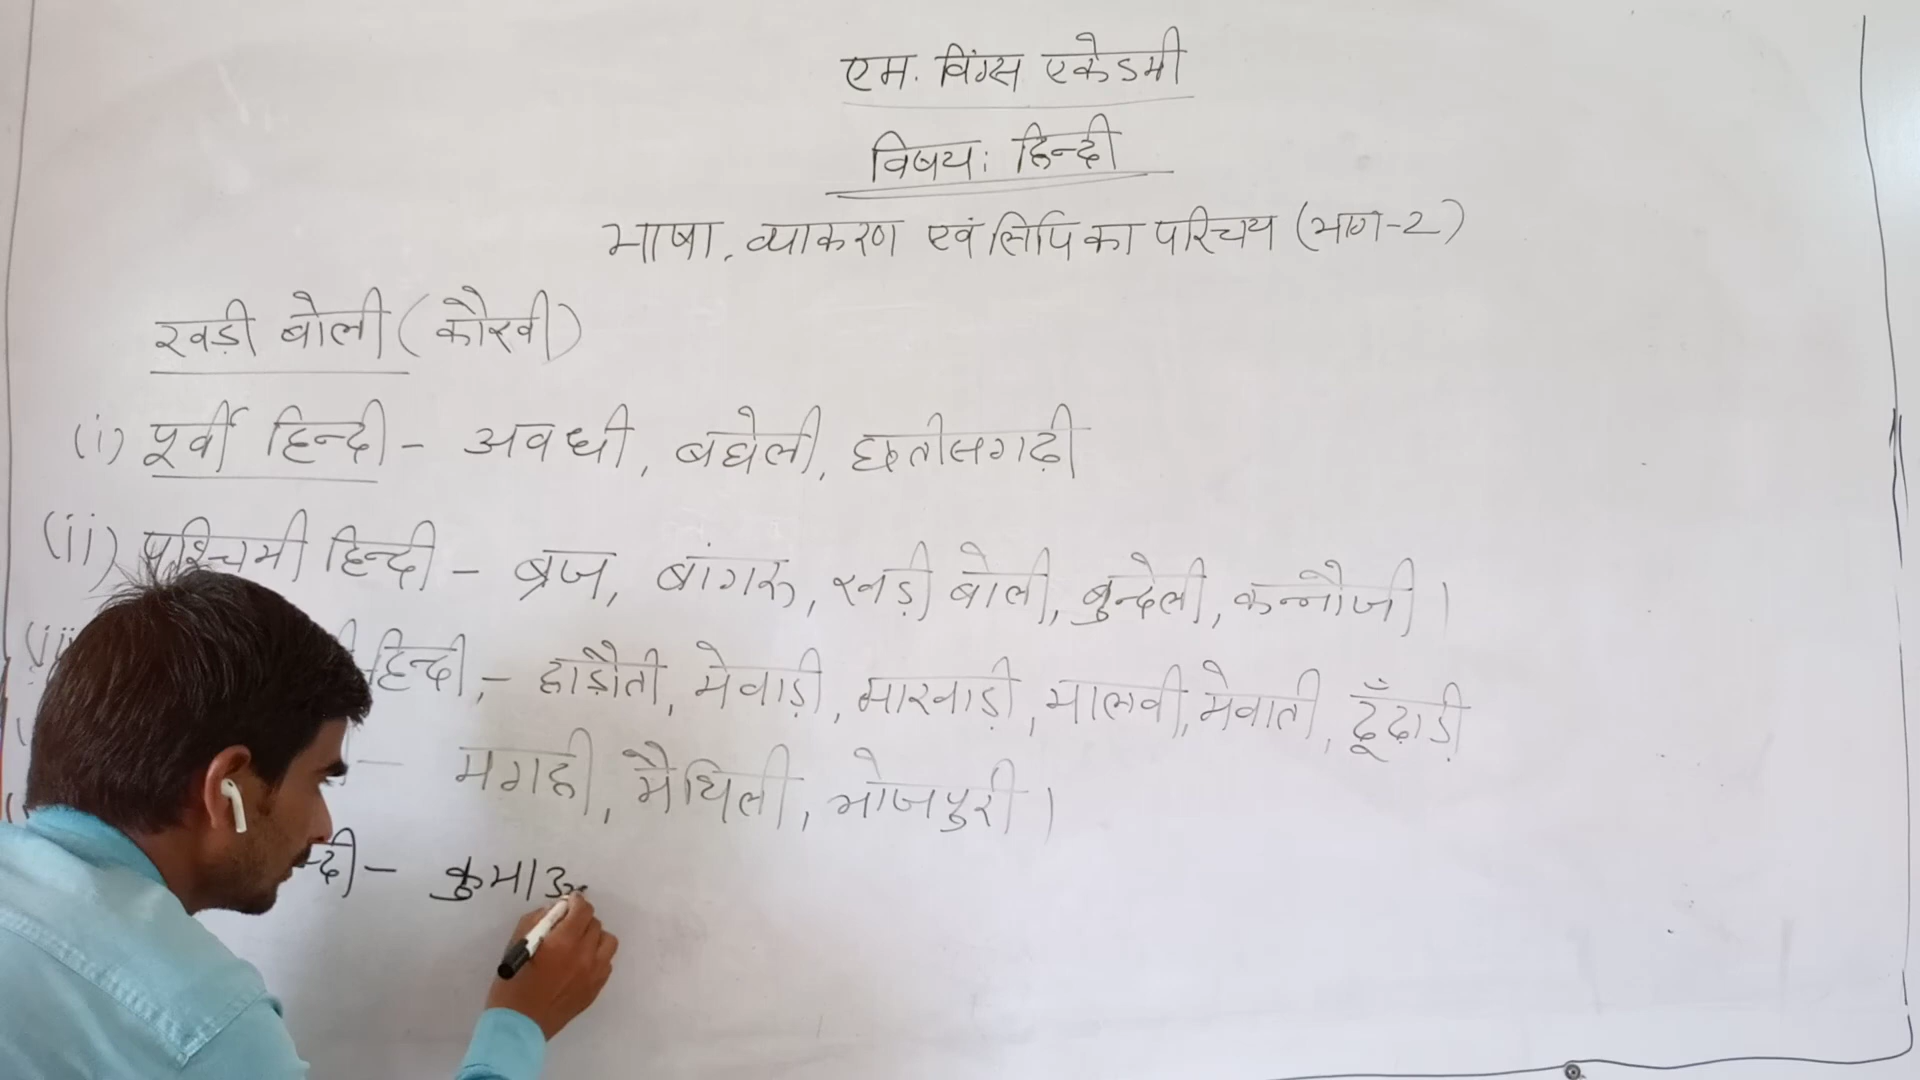 एम. विंग्स एकेडमी
विषय: हिन्दी
भाषा, व्याकरण एवं लिपि का परिचय (भाग-2)
खड़ी बोली (कौरवी)
(i) पूर्वी हिन्दी - अवधी, बघेली, छत्तीसगढ़ी
(ii) पश्चिमी हिन्दी - ब्रज, बांगरू, खड़ी बोली, बुन्देली, कन्नौजी।
हिन्दी, - हाड़ौती, मेवाड़ी, मारवाड़ी, मालवी, मेवाती, ढूँढ़ाड़ी
- मगही, मैथिली, भोजपुरी।
-